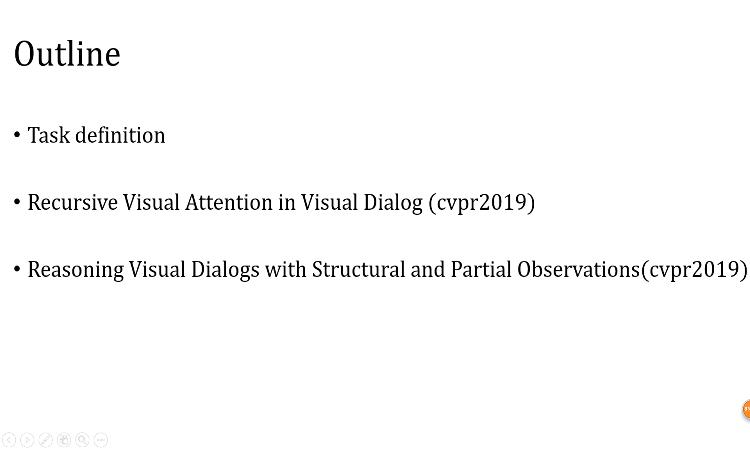 Outline
• Task definition
• Recursive Visual Attention in Visual Dialog (cvpr2019)
• Reasoning Visual Dialogs with Structural and Partial Observations(cvpr2019)